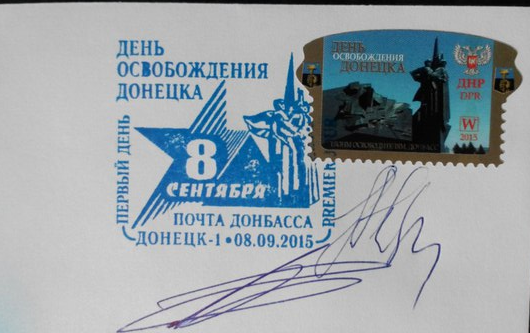 ДЕНЬ
ОСВОБОЖДЕНИЯ
ДОНЕЦКА
ПЕРВЫЙ ДЕНЬ
8
СЕНТЯБРЯ
PREMIER JOUR
ПОЧТА ДОНБАССА
ДОНЕЦК-1 • 08.09.2015
ДЕНЬ
ОСВОБОЖДЕНИЯ
ДОНЕЦКА
ДНР
DPR
W
2015